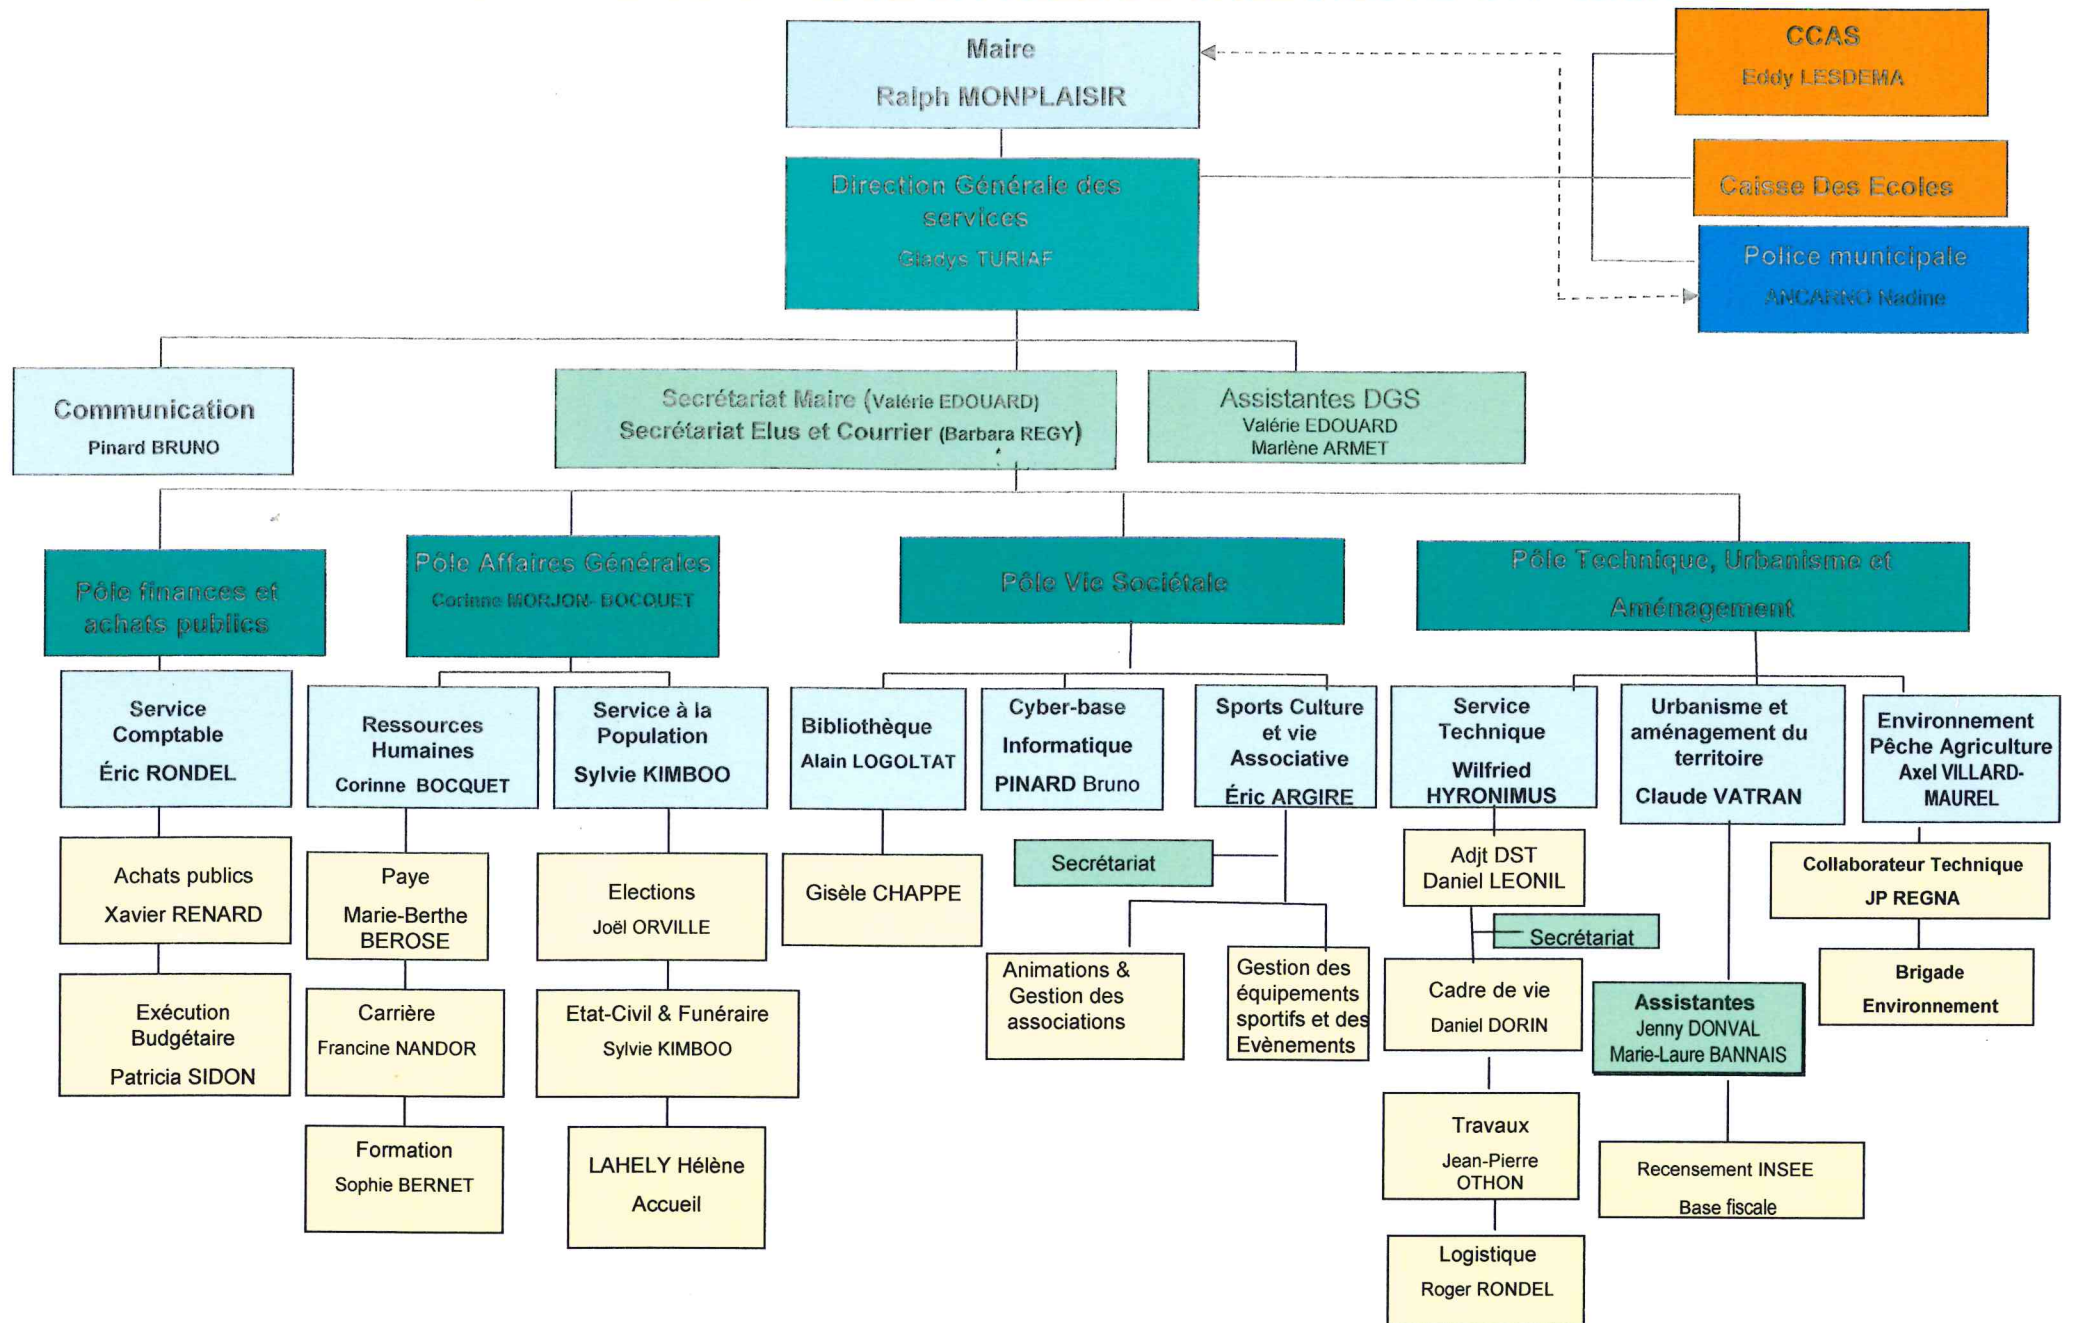 Maire
Ralph MONPLAISIR
CCAS
Eddy LESDEMA
Direction Générale des
services
Gladys TURIAF
Caisse Des Ecoles
Police municipale
ANCARNO Nadine
Communication
Pinard BRUNO
Secrétariat Maire (Valérie EDOUARD)
Secrétariat Elus et Courrier (Barbara REGY)
Assistantes DGS
Valérie EDOUARD
Marlène ARMET
Pôle finances et
achats publics
Pôle Affaires Générales
Corinne MORJON- BOCQUET
Pôle Vie Sociétale
Pôle Technique, Urbanisme et
Aménagement
Service
Comptable
Éric RONDEL
Ressources
Humaines
Corinne BOCQUET
Service à la
Population
Sylvie KIMBOO
Bibliothèque
Alain LOGOLTAT
Cyber-base
Informatique
PINARD Bruno
Sports Culture
et vie
Associative
Éric ARGIRE
Service
Technique
Wilfried
HYRONIMUS
Urbanisme et
aménagement du
territoire
Claude VATRAN
Environnement
Pêche Agriculture
Axel VILLARD-
MAUREL
Achats publics
Xavier RENARD
Paye
Marie-Berthe
BEROSE
Elections
Joël ORVILLE
Gisèle CHAPPE
Secrétariat
Adjt DST
Daniel LEONIL
Secrétariat
Collaborateur Technique
JP REGNA
Exécution
Budgétaire
Patricia SIDON
Carrière
Francine NANDOR
Etat-Civil & Funéraire
Sylvie KIMBOO
Animations &
Gestion des
associations
Gestion des
équipements
sportifs et des
Evènements
Cadre de vie
Daniel DORIN
Assistantes
Jenny DONVAL
Marie-Laure BANNAIS
Brigade
Environnement
Formation
Sophie BERNET
LAHELY Hélène
Accueil
Travaux
Jean-Pierre
OTHON
Recensement INSEE
Base fiscale
Logistique
Roger RONDEL